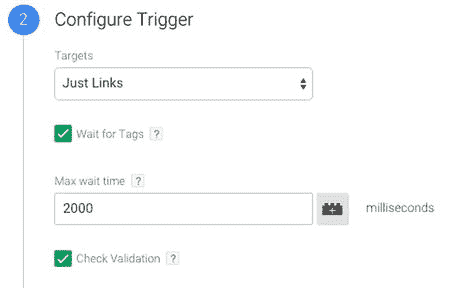 2 Configure Trigger
Targets
Just Links
Wait for Tags ?
Max wait time ?
2000 milliseconds
Check Validation ?